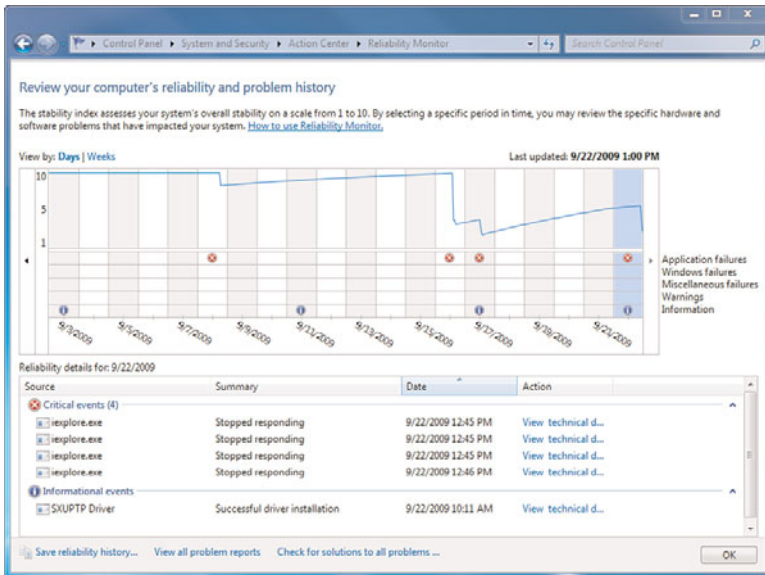 Control Panel ▸ System and Security ▸ Action Center ▸ Reliability Monitor
Search Control Panel
Review your computer's reliability and problem history
The stability index assesses your system's overall stability on a scale from 1 to 10. By selecting a specific period in time, you may review the specific hardware and
software problems that have impacted your system. How to use Reliability Monitor.
View by: Days | Weeks
Last updated: 9/22/2009 1:00 PM
10
5
1
Application failures
Windows failures
Miscellaneous failures
Warnings
Information
9/3/2009 9/5/2009 9/7/2009 9/9/2009 9/11/2009 9/13/2009 9/15/2009 9/17/2009 9/19/2009 9/21/2009
Reliability details for: 9/22/2009
Source Summary Date Action
Critical events (4)
iexplore.exe Stopped responding 9/22/2009 12:45 PM View technical d...
iexplore.exe Stopped responding 9/22/2009 12:45 PM View technical d...
iexplore.exe Stopped responding 9/22/2009 12:45 PM View technical d...
iexplore.exe Stopped responding 9/22/2009 12:46 PM View technical d...
Informational events
SXUPTP Driver Successful driver installation 9/22/2009 10:11 AM View technical d...
Save reliability history... View all problem reports Check for solutions to all problems ...
OK